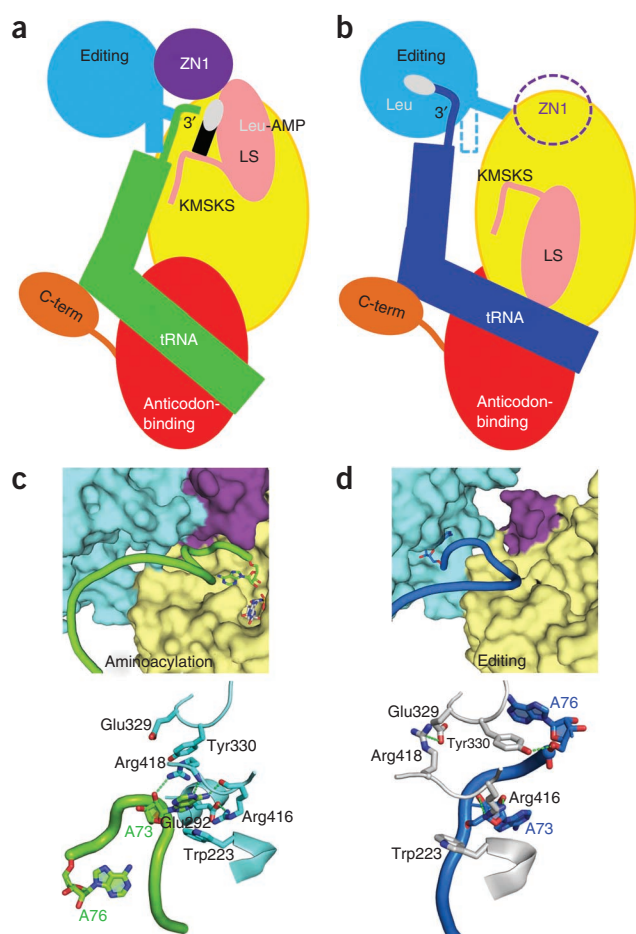 a
b
Editing
ZN1
3′
Leu-AMP
LS
KMSKS
C-term
tRNA
Anticodon-
binding
Editing
Leu
3′
ZN1
KMSKS
LS
C-term
tRNA
Anticodon-
binding
c
d
Aminoacylation
Editing
Glu329
Tyr330
Arg418
Arg416
Glu292
A73
Trp223
A76
Glu329
A76
Tyr330
Arg418
Arg416
A73
Trp223